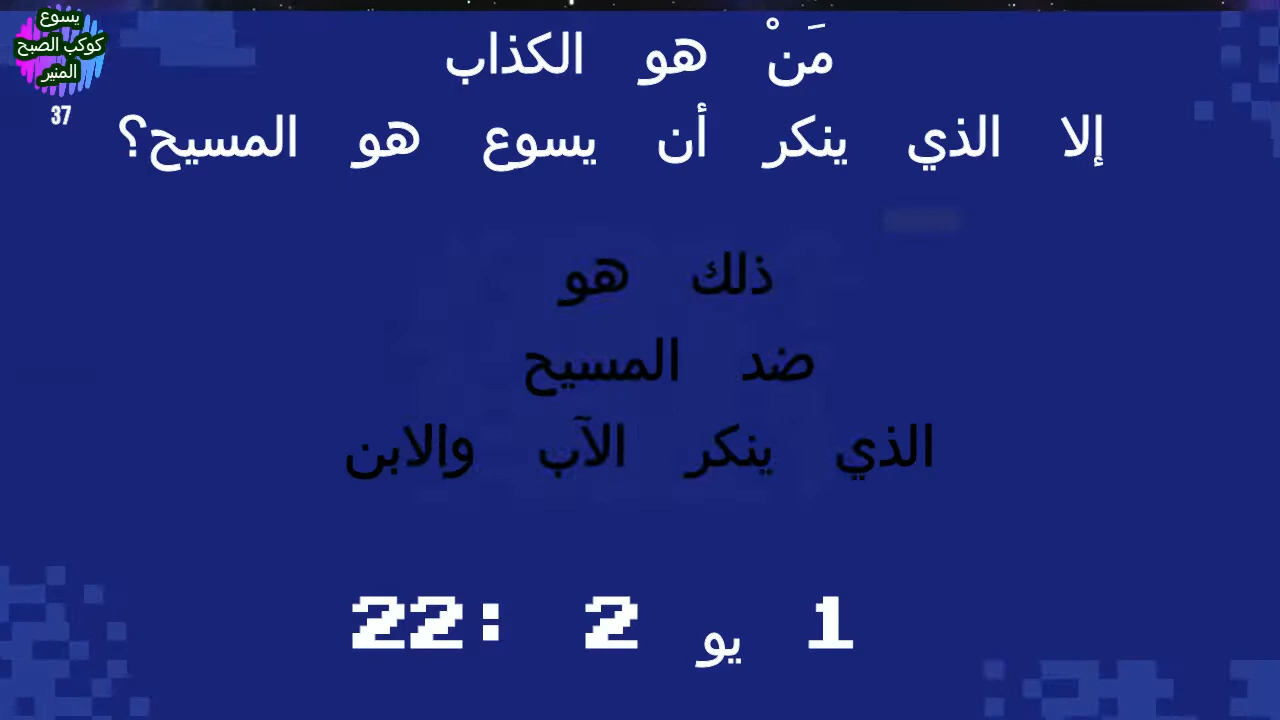 يسوع
كوكب الصبح
المنير
37
مَنْ هو الكذاب
إلا الذي ينكر أن يسوع هو المسيح؟
ذلك هو
ضد المسيح
الذي ينكر الآب والابن
1 يو 2 :22